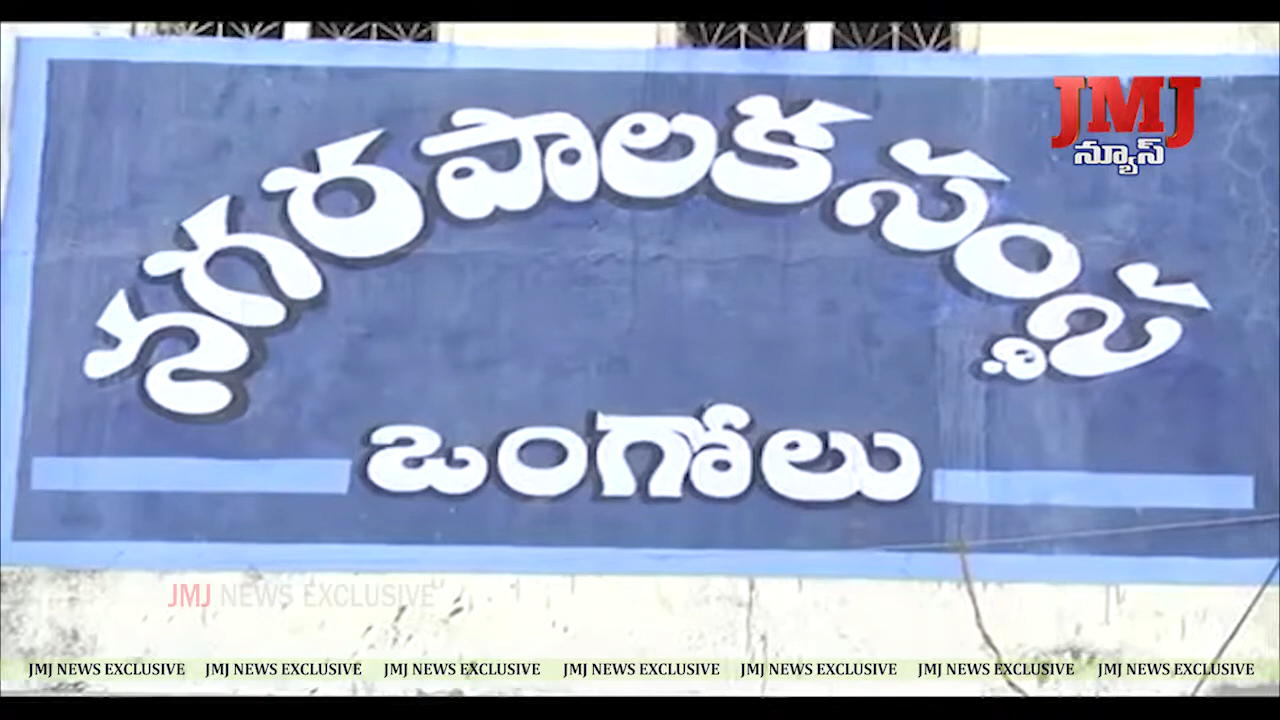 JMJ
న్యూస్
నగరపాలక సంస్థ
ఒంగోలు
JMJ NEWS EXCLUSIVE
JMJ NEWS EXCLUSIVE JMJ NEWS EXCLUSIVE JMJ NEWS EXCLUSIVE JMJ NEWS EXCLUSIVE JMJ NEWS EXCLUSIVE JMJ NEWS EXCLUSIVE JMJ NEWS EXCLUSIVE